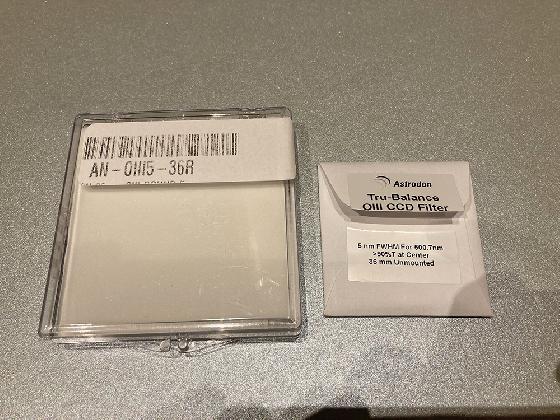 AN-OIII5-36R
Astrodon
Tru-Balance
OIII CCD Filter
5 nm FWHM For 500.7nm
>90%T at Center
36 mm Unmounted